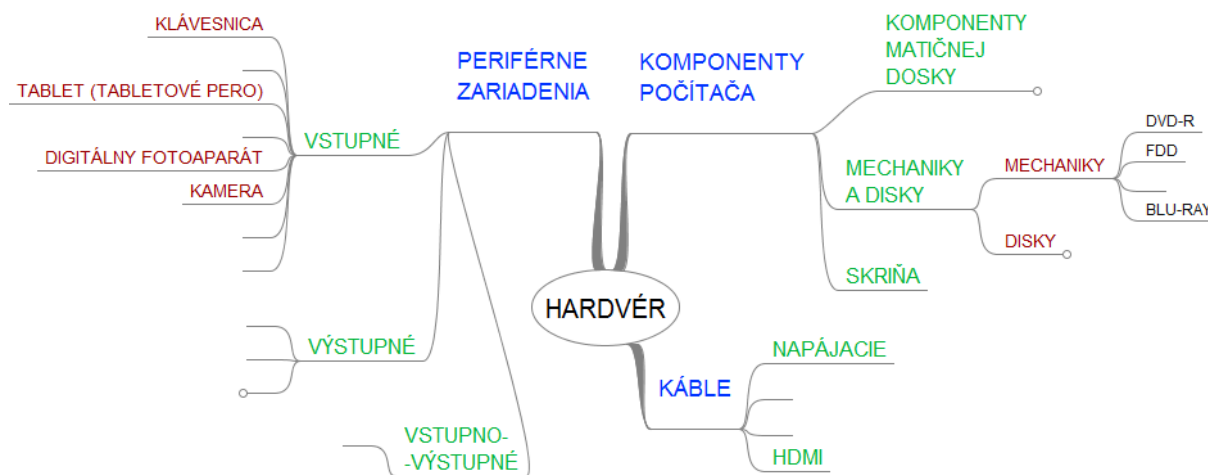 HARDVÉR
PERIFÉRNE
ZARIADENIA
VSTUPNÉ
KLÁVESNICA
TABLET (TABLETOVÉ PERO)
DIGITÁLNY FOTOAPARÁT
KAMERA
VÝSTUPNÉ
VSTUPNO-
-VÝSTUPNÉ
KOMPONENTY
POČÍTAČA
KOMPONENTY
MATIČNEJ
DOSKY
MECHANIKY
A DISKY
MECHANIKY
DVD-R
FDD
BLU-RAY
DISKY
SKRIŇA
KÁBLE
NAPÁJACIE
HDMI